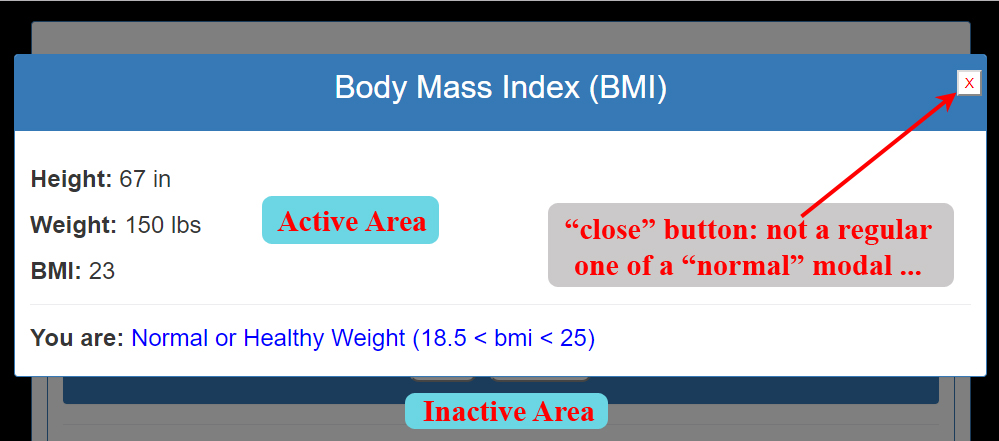 Body Mass Index (BMI)
X
Height: 67 in
Weight: 150 lbs
Active Area
“close” button: not a regular
one of a “normal” modal ...
BMI: 23
You are: Normal or Healthy Weight (18.5 < bmi < 25)
Inactive Area